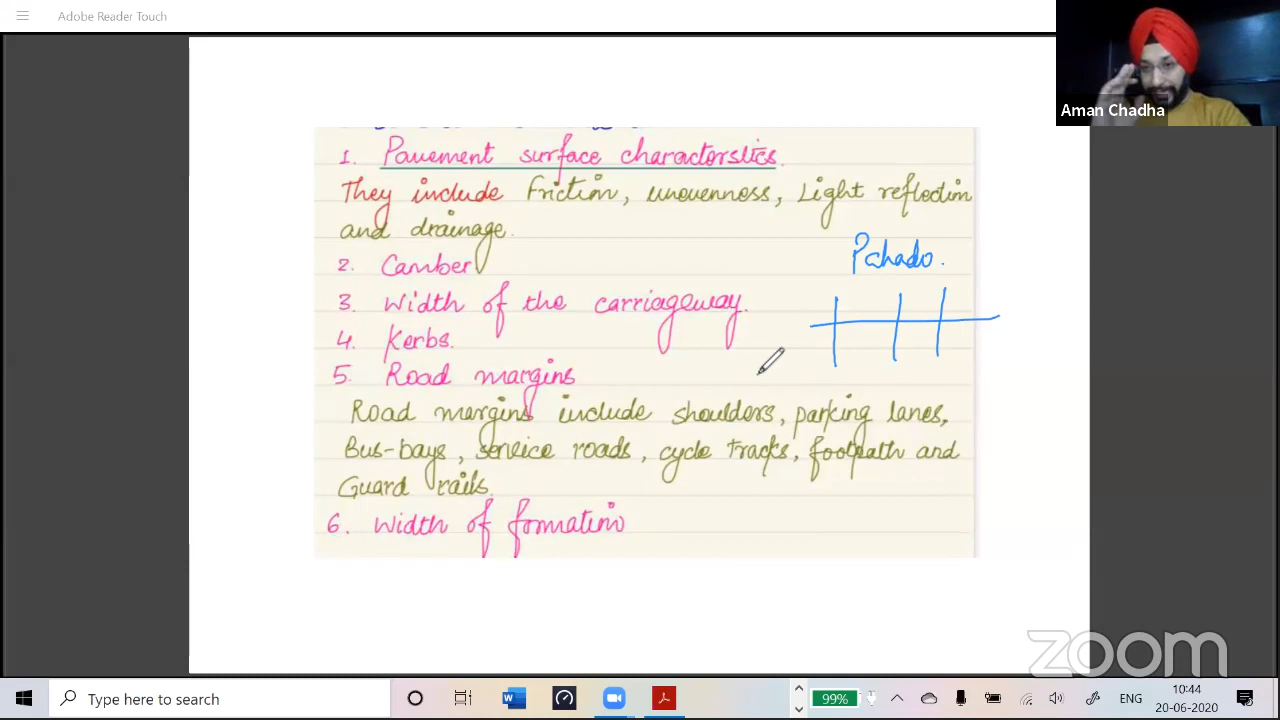 Adobe Reader Touch
Aman Chadha
1. Pavement surface charactorstics.
They include Friction, unevenness, Light reflection
and drainage.
Pahado.
2. Camber
3. Width of the carriageway.
4. Kerbs.
5. Road margins
Road margins include shoulders, parking lanes,
Bus-bays, service roads, cycle tracks, footpath and
Guard rails.
6. Width of formation
zoom
Type here to search
99%
ENG
10:44
20-06-2020